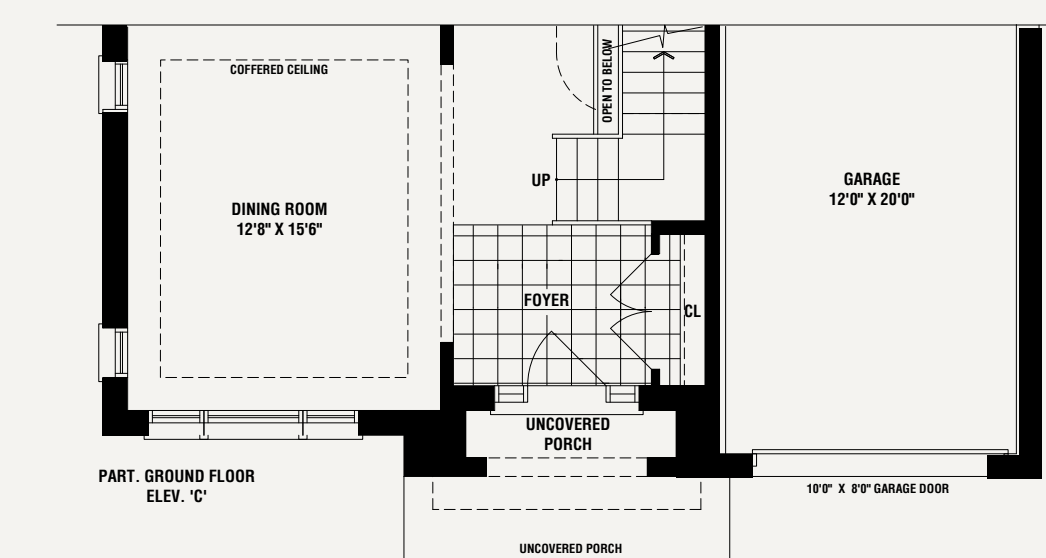 COFFERED CEILING
OPEN TO BELOW
UP
GARAGE
12'0" X 20'0"
DINING ROOM
12'8" X 15'6"
FOYER
CL
UNCOVERED
PORCH
PART. GROUND FLOOR
ELEV. 'C'
10'0" X 8'0" GARAGE DOOR
UNCOVERED PORCH